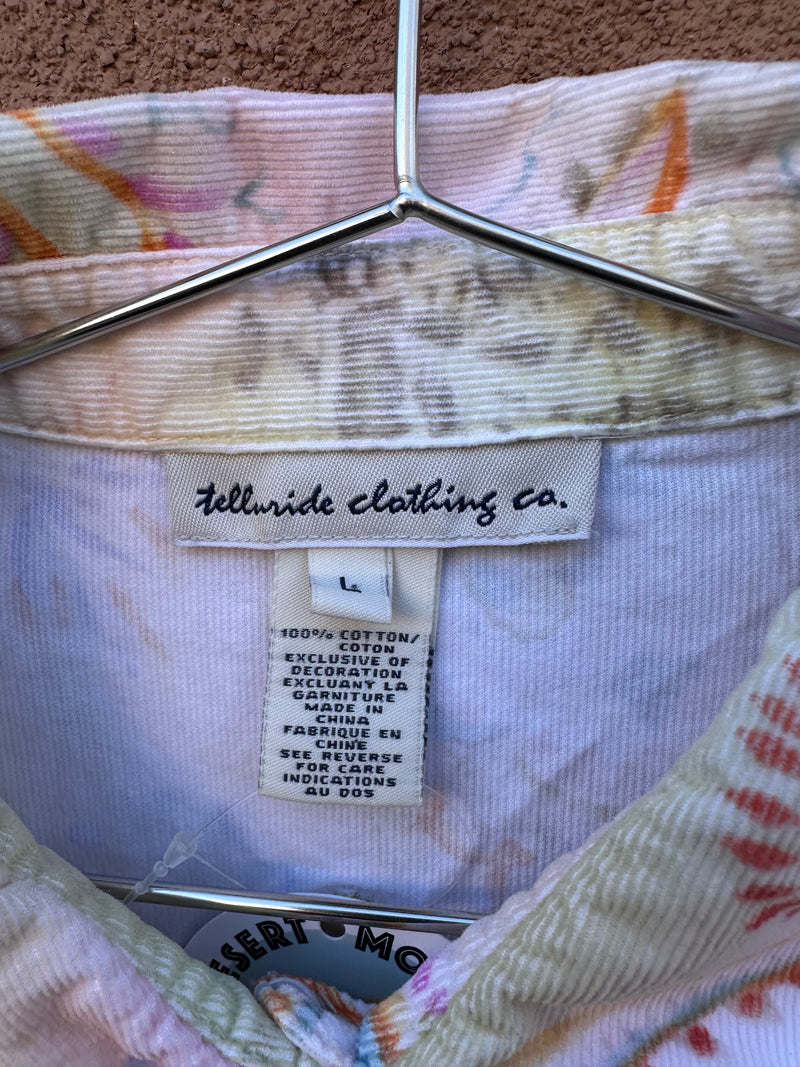 telluride clothing co.
L
100% COTTON/
COTON
EXCLUSIVE OF
DECORATION
EXCLUANT LA
GARNITURE
MADE IN
CHINA
FABRIQUE EN
CHINE
SEE REVERSE
FOR CARE
INDICATIONS
AU DOS
ESERT MO